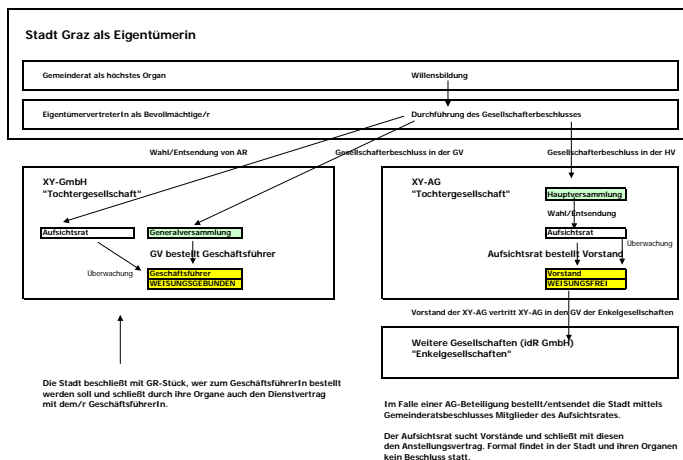 Stadt Graz als Eigentümerin
Gemeinderat als höchstes Organ
Willensbildung
EigentümervertreterIn als Bevollmächtige/r
Durchführung des Gesellschafterbeschlusses
Wahl/Entsendung von AR
Gesellschafterbeschluss in der GV
Gesellschafterbeschluss in der HV
XY-GmbH
"Tochtergesellschaft"
Aufsichtsrat
Generalversammlung
GV bestellt Geschäftsführer
Überwachung
Geschäftsführer
WEISUNGSGEBUNDEN
XY-AG
"Tochtergesellschaft"
Hauptversammlung
Wahl/Entsendung
Aufsichtsrat
Überwachung
Aufsichtsrat bestellt Vorstand
Vorstand
WEISUNGSFREI
Vorstand der XY-AG vertritt XY-AG in den GV der Enkelgesellschaften
Weitere Gesellschaften (idR GmbH)
"Enkelgesellschaften"
Die Stadt beschließt mit GR-Stück, wer zum GeschäftsführerIn bestellt
werden soll und schließt durch ihre Organe auch den Dienstvertrag
mit dem/r GeschäftsführerIn.
Im Falle einer AG-Beteiligung bestellt/entsendet die Stadt mittels
Gemeinderatsbeschlusses Mitglieder des Aufsichtsrates.
Der Aufsichtsrat sucht Vorstände und schließt mit diesen
den Anstellungsvertrag. Formal findet in der Stadt und ihren Organen
kein Beschluss statt.